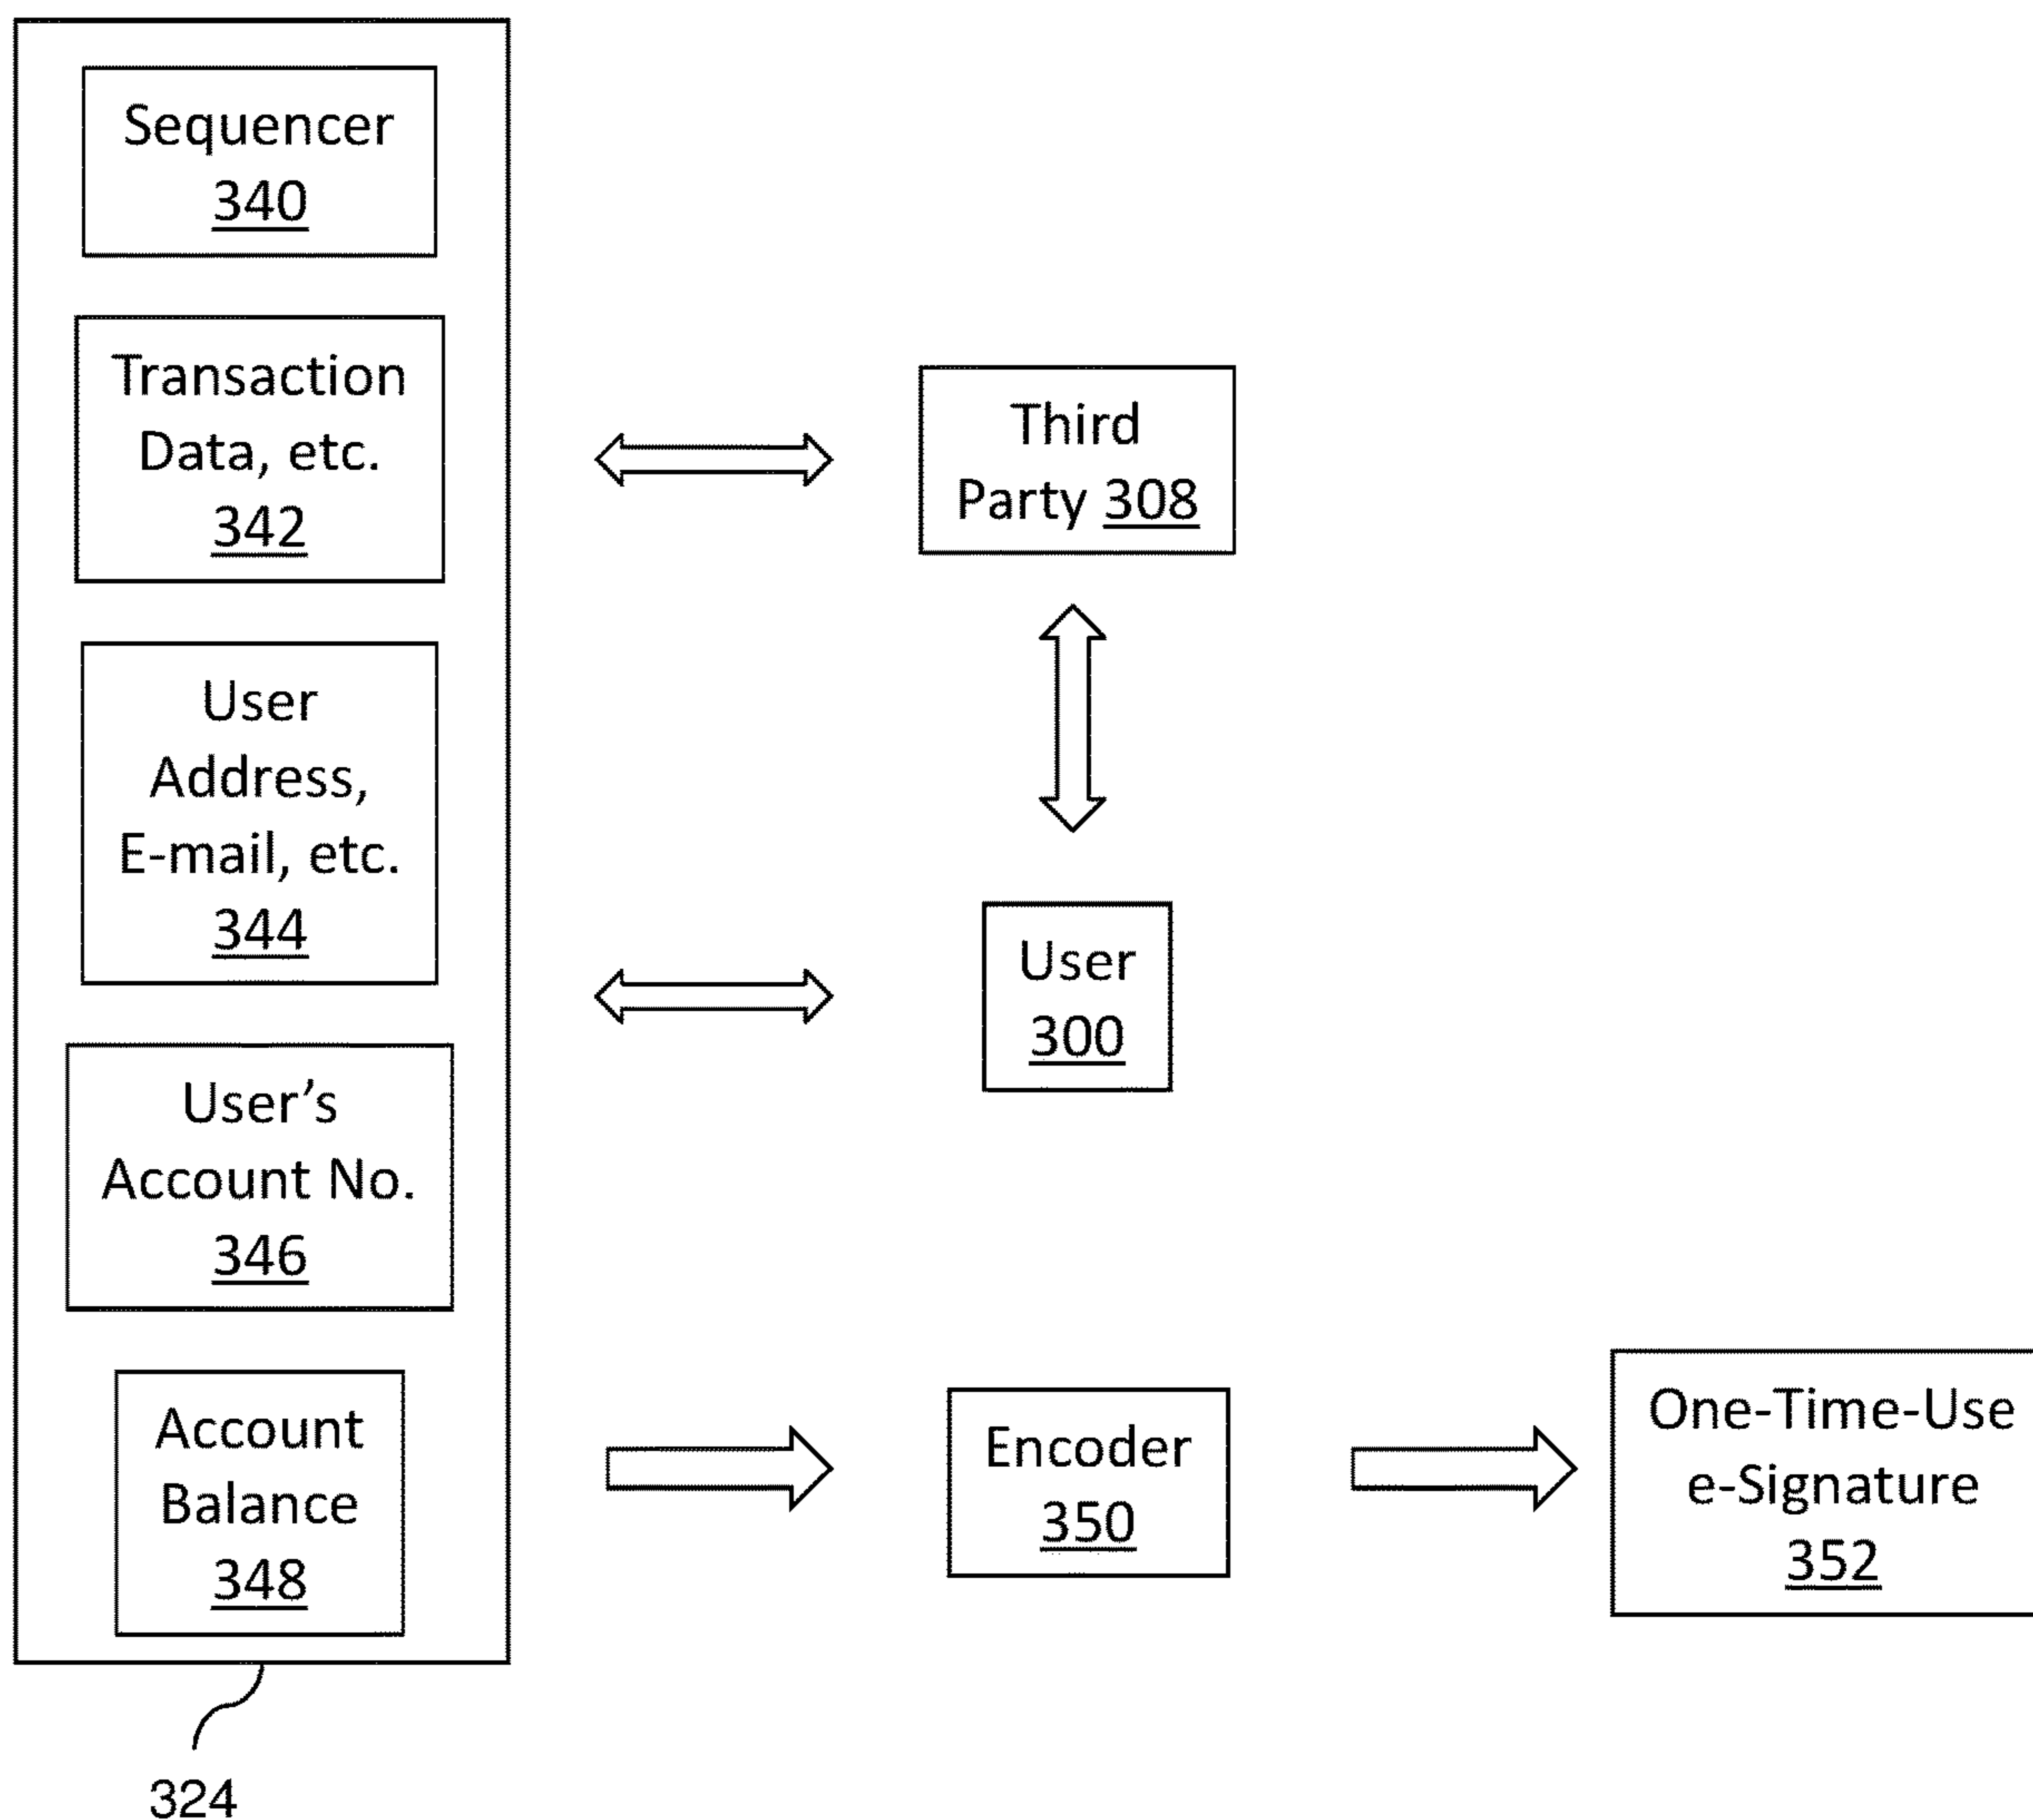 Sequencer
340
Transaction
Data, etc.
342
User
Address,
E-mail, etc.
344
User’s
Account No.
346
Account
Balance
348
324
Third
Party 308
User
300
Encoder
350
One-Time-Use
e-Signature
352